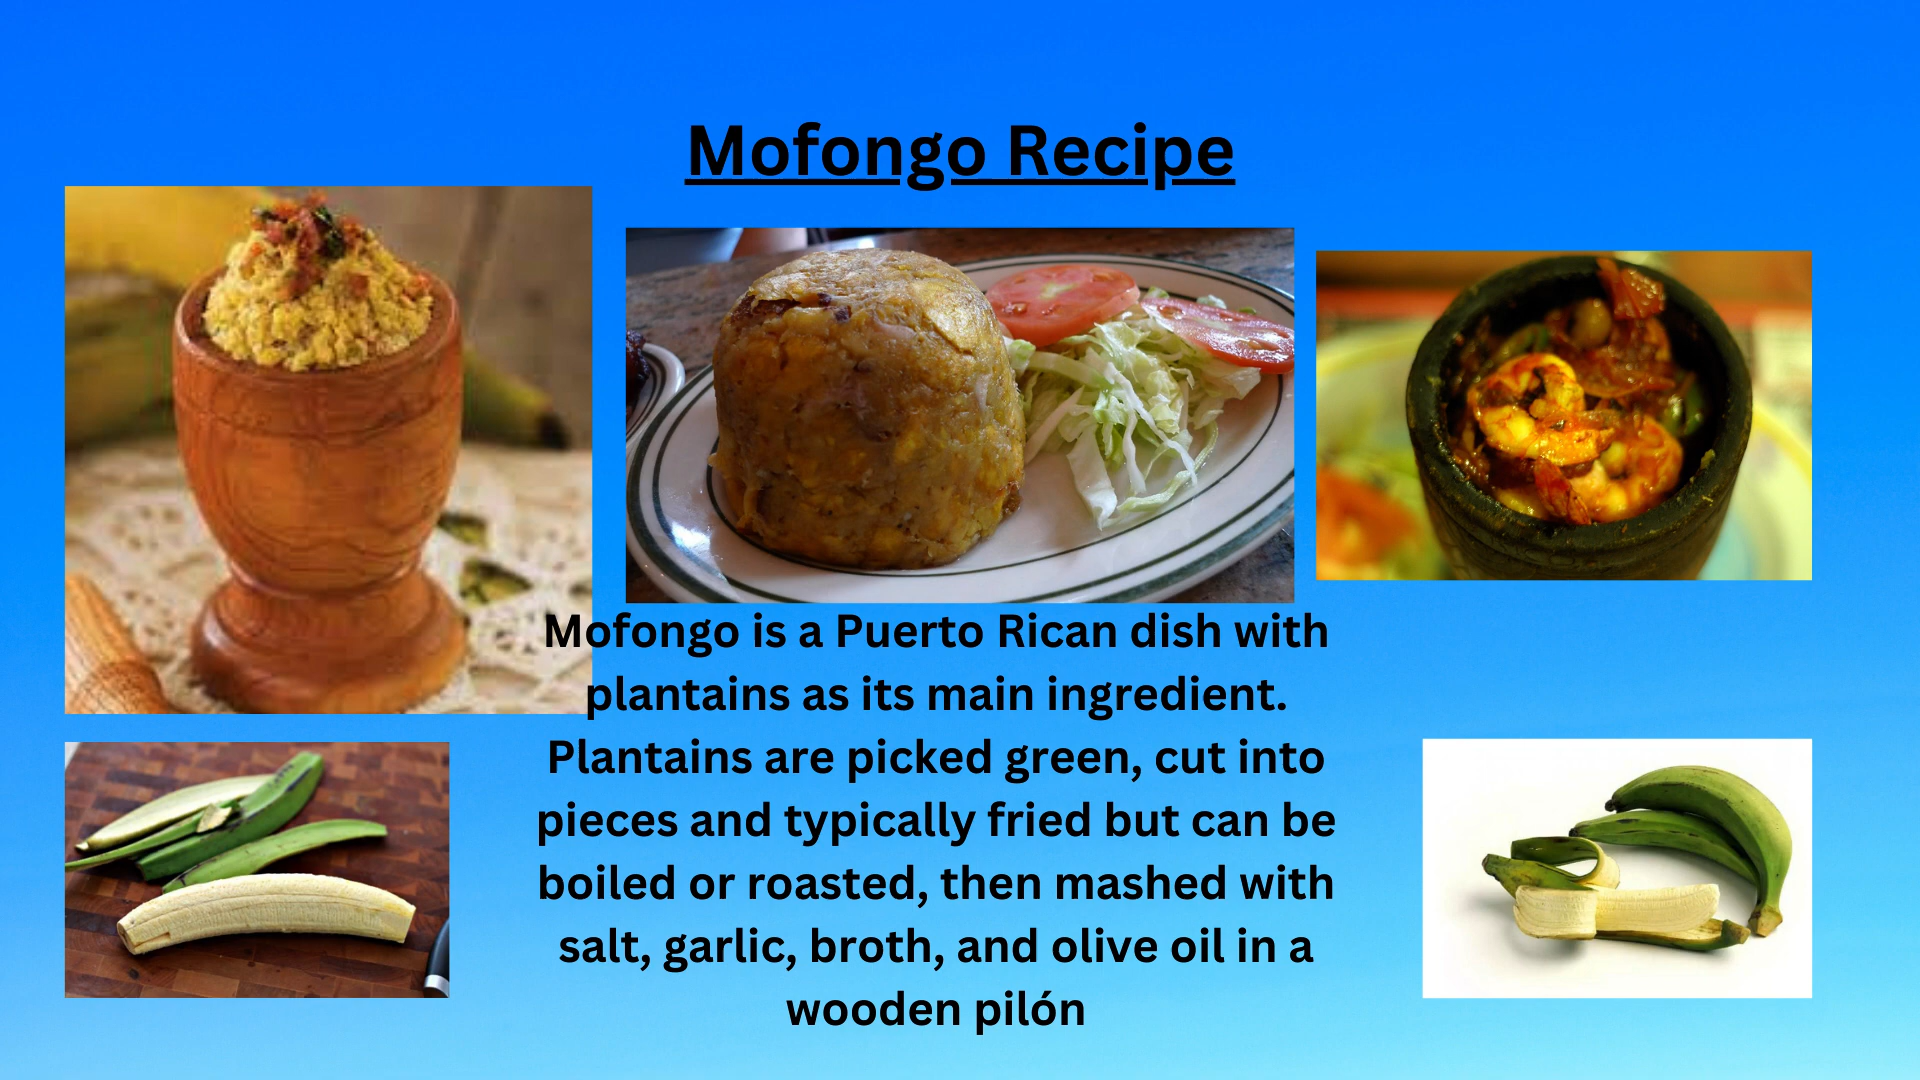 Mofongo Recipe
Mofongo is a Puerto Rican dish with
plantains as its main ingredient.
Plantains are picked green, cut into
pieces and typically fried but can be
boiled or roasted, then mashed with
salt, garlic, broth, and olive oil in a
wooden pilón